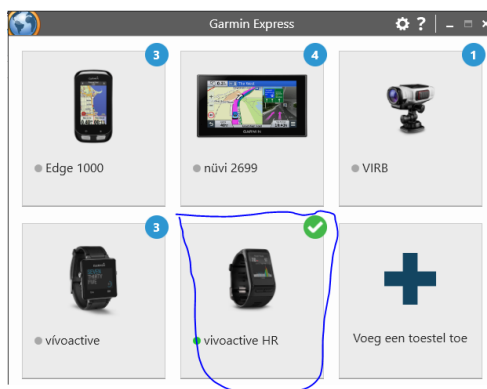 Garmin Express
?
3
Edge 1000
4
nüvi 2699
1
VIRB
3
vívoactive
vivoactive HR
Voeg een toestel toe